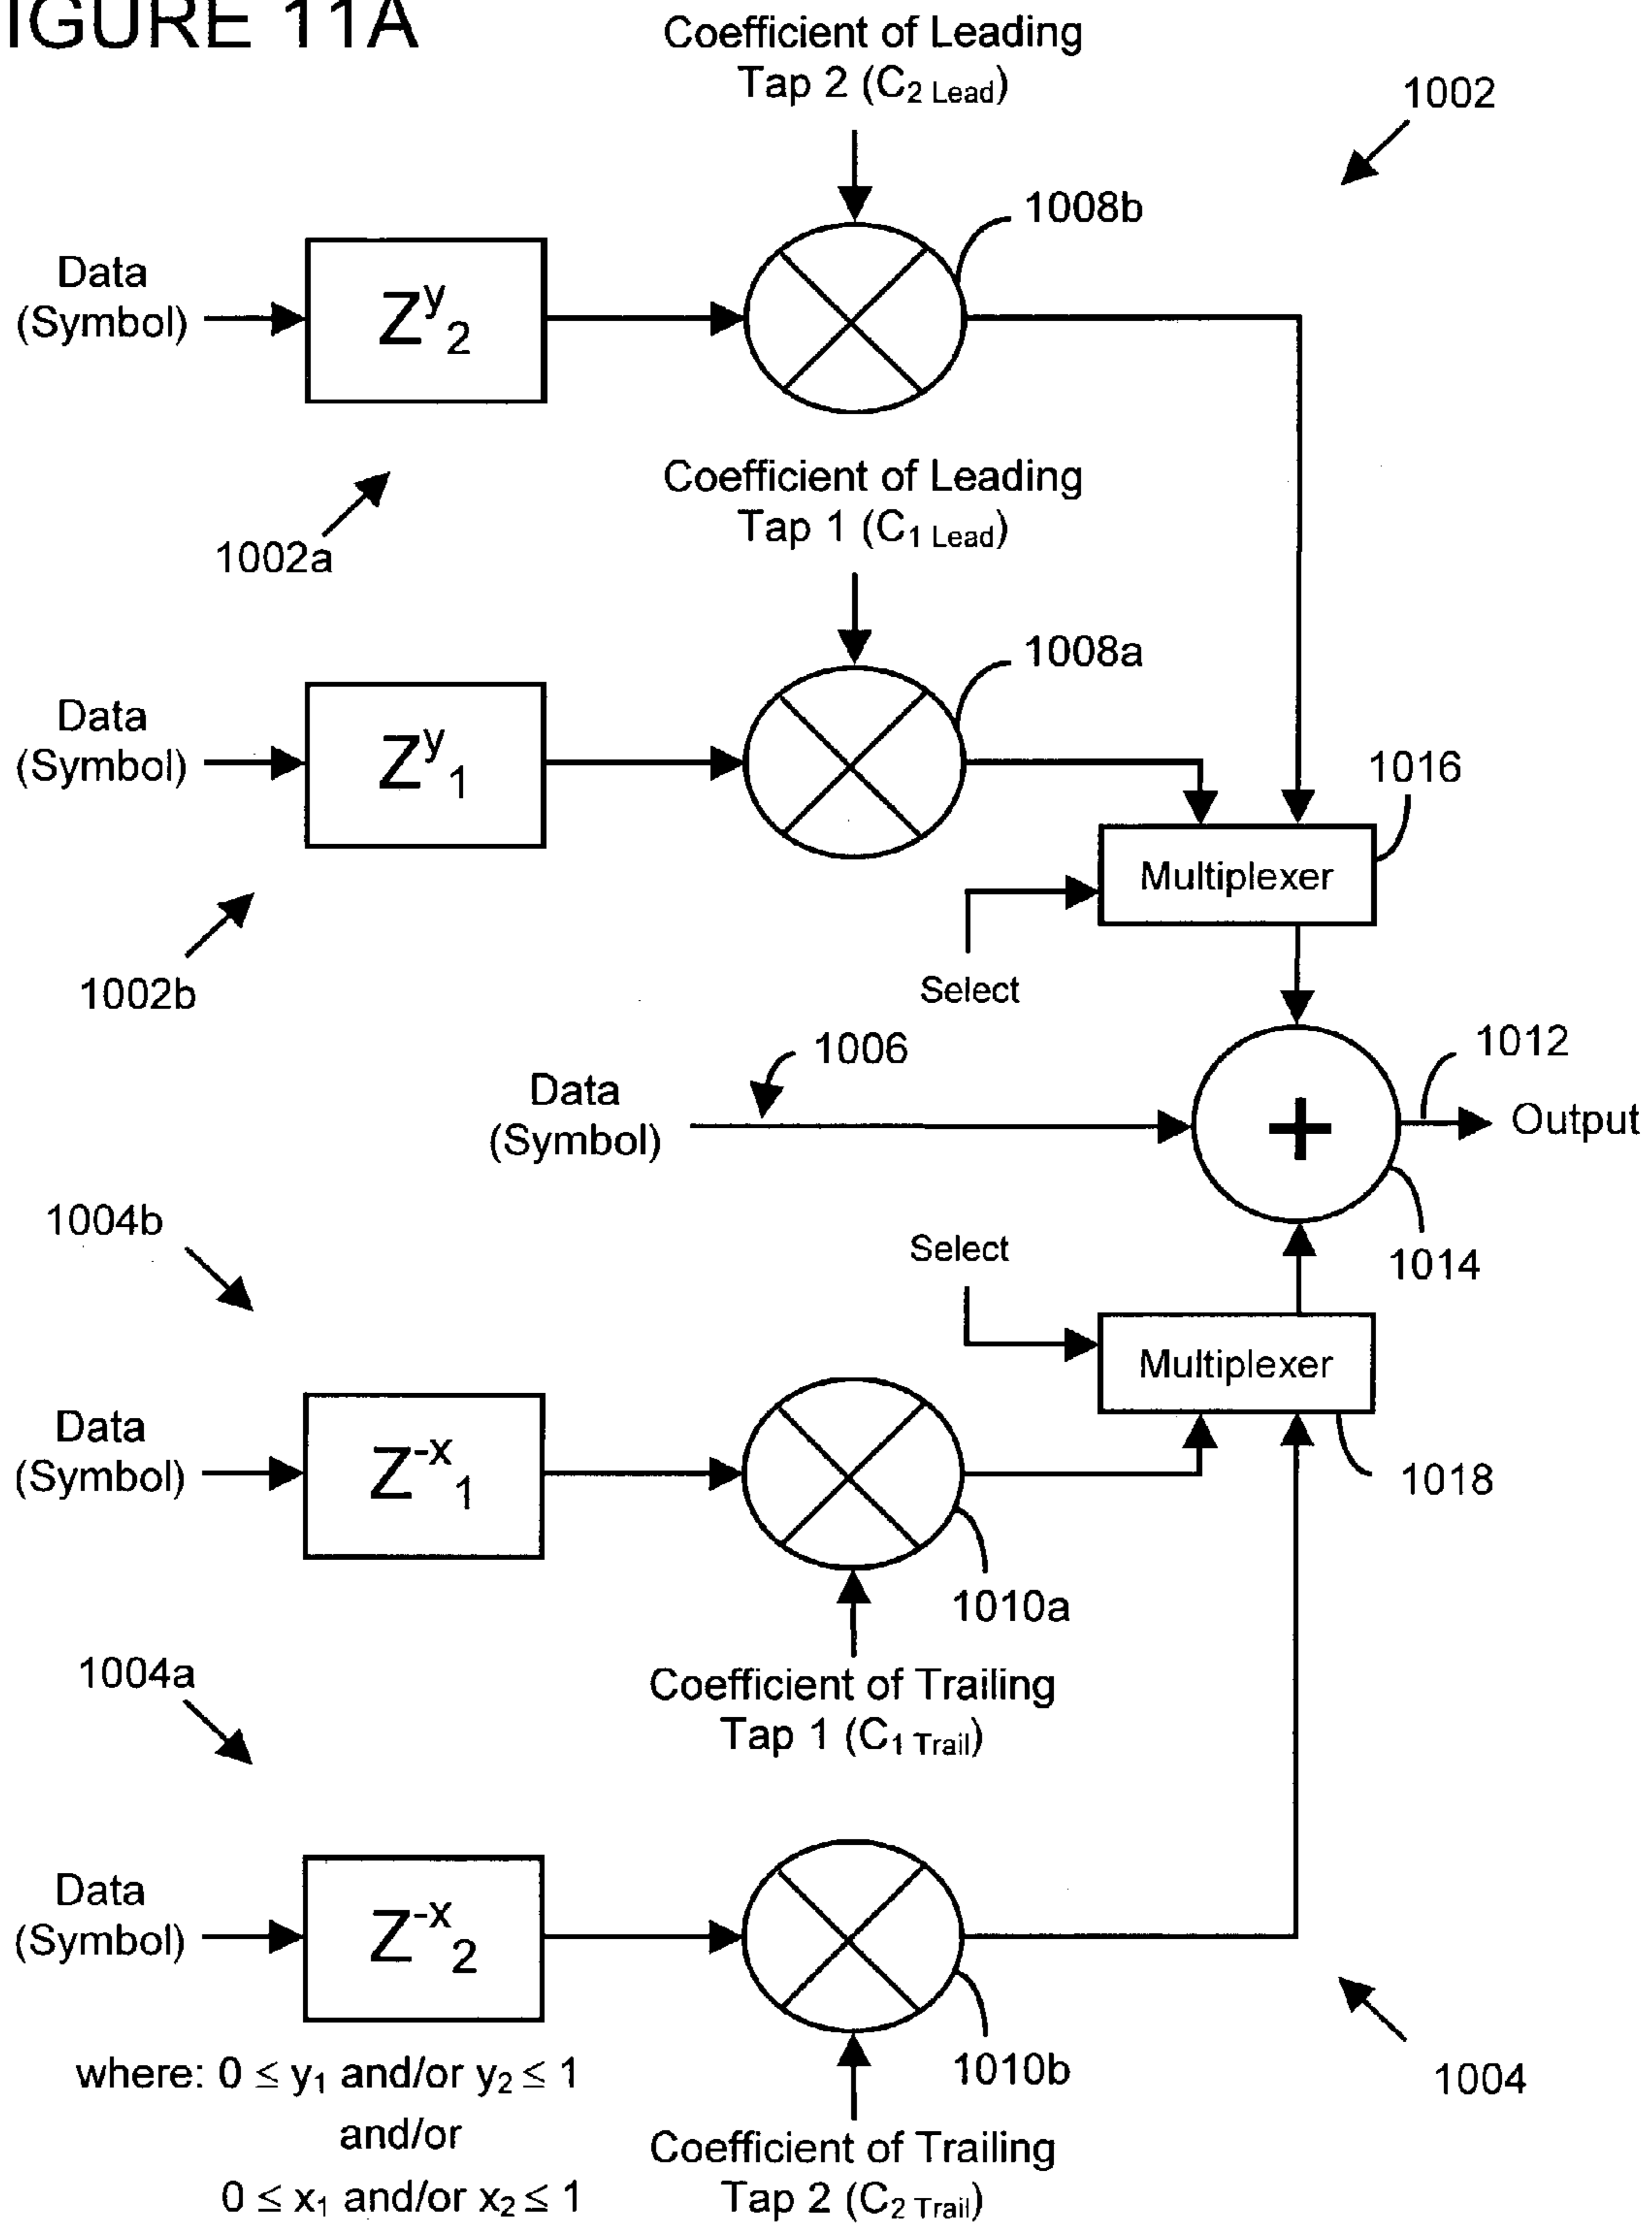 IGURE 11A
Coefficient of Leading
Tap 2 (C2 Lead)
1002
1008b
Data
(Symbol)
Zy2
1002a
Coefficient of Leading
Tap 1 (C1 Lead)
1008a
Data
(Symbol)
Zy1
1016
Multiplexer
1002b
Select
1006
1012
Data
(Symbol)
+
Output
1004b
Select
1014
Multiplexer
Data
(Symbol)
Z-x1
1018
1010a
1004a
Coefficient of Trailing
Tap 1 (C1 Trail)
Data
(Symbol)
Z-x2
1010b
1004
where: 0 ≤ y1 and/or y2 ≤ 1
and/or
0 ≤ x1 and/or x2 ≤ 1
Coefficient of Trailing
Tap 2 (C2 Trail)